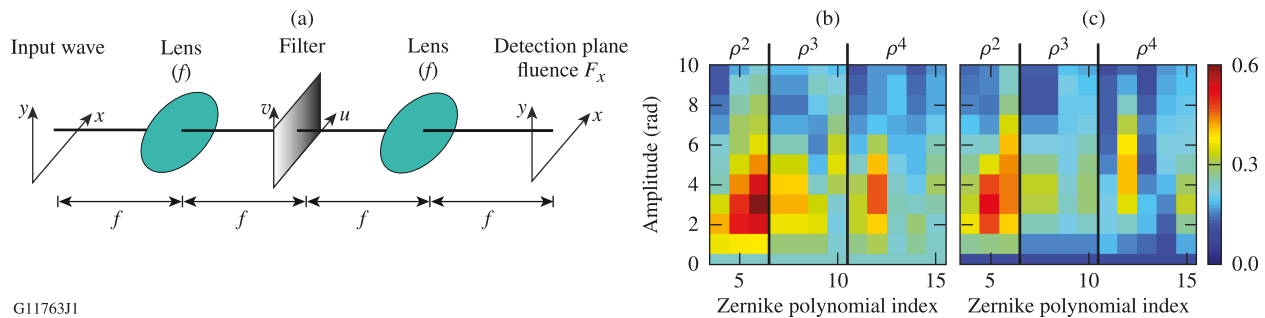 (a)
Input wave
Lens
(f)
Filter
Lens
(f)
Detection plane
fluence Fx
y
x
v
u
y
x
f
f
f
f
G11763J1
(b)
ρ2
ρ3
ρ4
Amplitude (rad)
10
8
6
4
2
0
5
10
15
Zernike polynomial index
(c)
ρ2
ρ3
ρ4
5
10
15
Zernike polynomial index
0.6
0.3
0.0